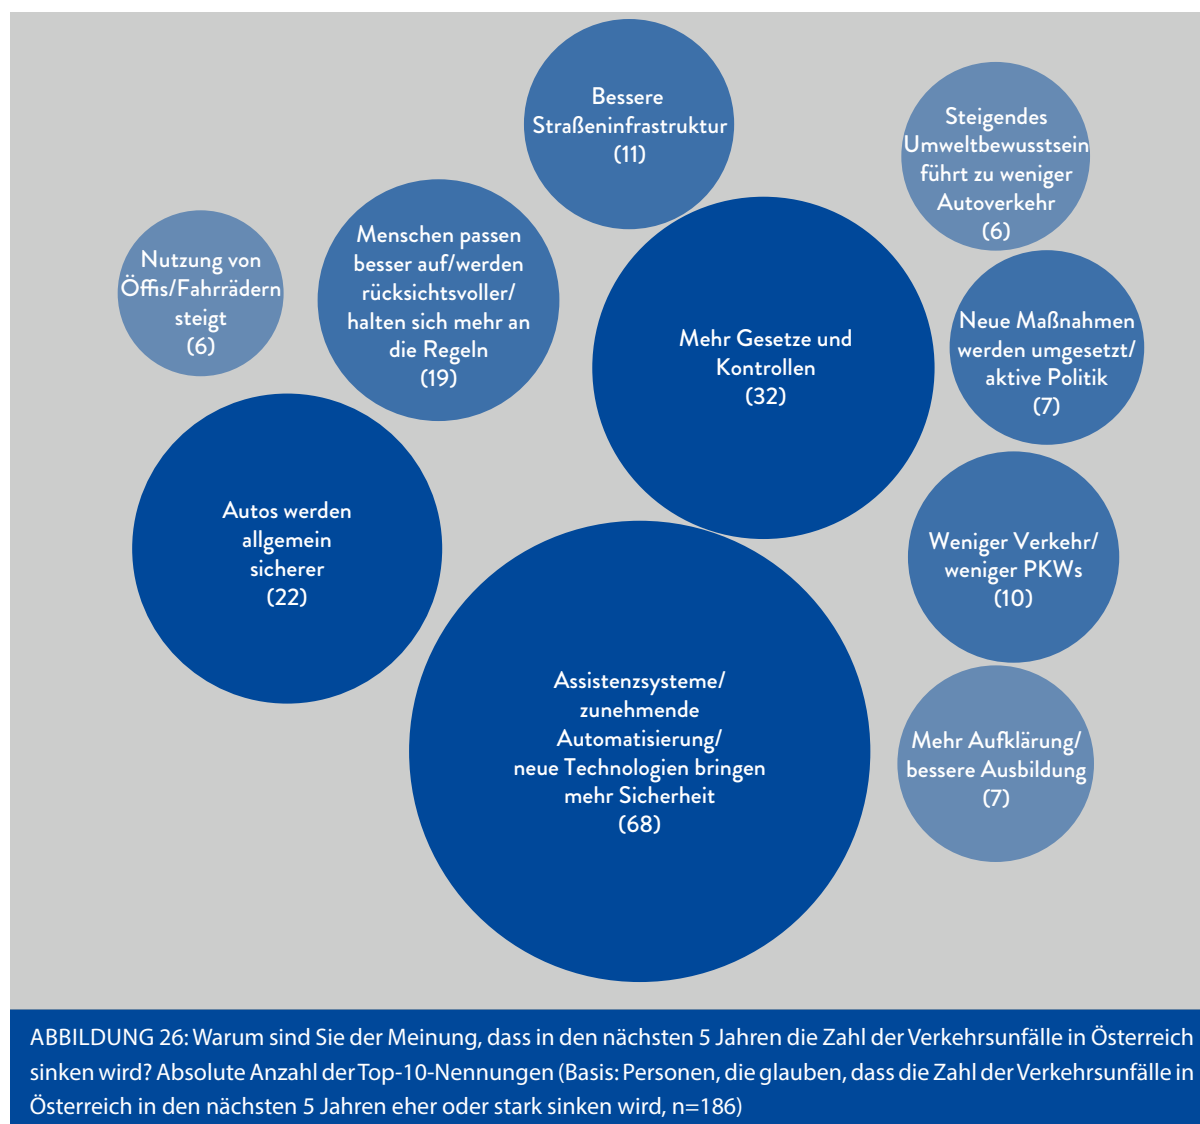 Bessere
Straßeninfrastruktur
(11)
Steigendes
Umweltbewusstsein
führt zu weniger
Autoverkehr
(6)
Menschen passen
besser auf/werden
rücksichtsvoller/
halten sich mehr an
die Regeln
(19)
Nutzung von
Öffis/Fahrrädern
steigt
(6)
Mehr Gesetze und
Kontrollen
(32)
Neue Maßnahmen
werden umgesetzt/
aktive Politik
(7)
Autos werden
allgemein
sicherer
(22)
Weniger Verkehr/
weniger PKWs
(10)
Assistenzsysteme/
zunehmende
Automatisierung/
neue Technologien bringen
mehr Sicherheit
(68)
Mehr Aufklärung/
bessere Ausbildung
(7)
ABBILDUNG 26: Warum sind Sie der Meinung, dass in den nächsten 5 Jahren die Zahl der Verkehrsunfälle in Österreich
sinken wird? Absolute Anzahl der Top-10-Nennungen (Basis: Personen, die glauben, dass die Zahl der Verkehrsunfälle in
Österreich in den nächsten 5 Jahren eher oder stark sinken wird, n=186)